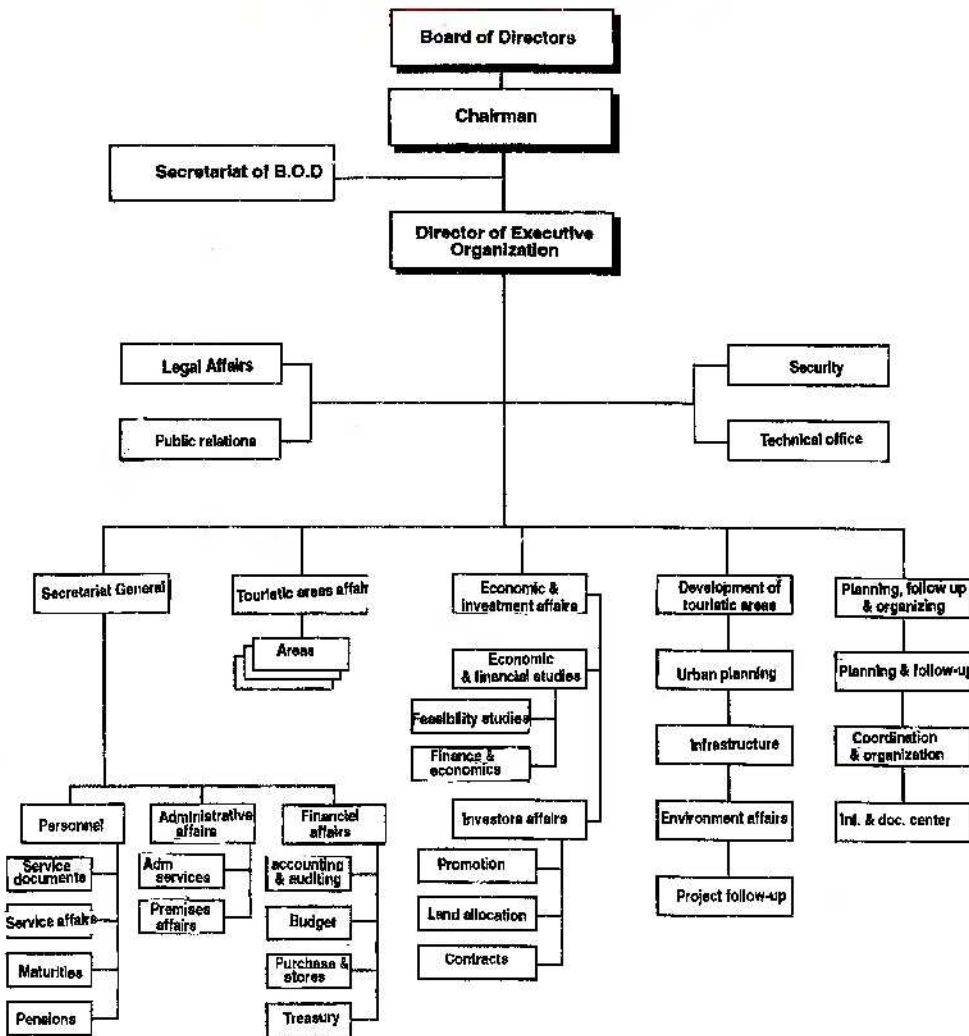 Board of Directors
Chairman
Secretariat of B.O.D
Director of Executive
Organization
Legal Affairs
Security
Public relations
Technical office
Secretariat General
Touristic areas affair
Economic &
investment affairs
Development of
touristic areas
Planning, follow up
& organizing
Areas
Economic
& financial studies
Urban planning
Planning & follow-up
Feasibility studies
Finance &
economics
Infrastructure
Coordination
& organization
Personnel
Administrative
affairs
Financial
affairs
Investors affairs
Environment affairs
Inf. & doc. center
Service
documents
Adm
services
accounting
& auditing
Promotion
Project follow-up
Service affairs
Premises
affairs
Budget
Land allocation
Maturities
Purchase &
stores
Contracts
Pensions
Treasury